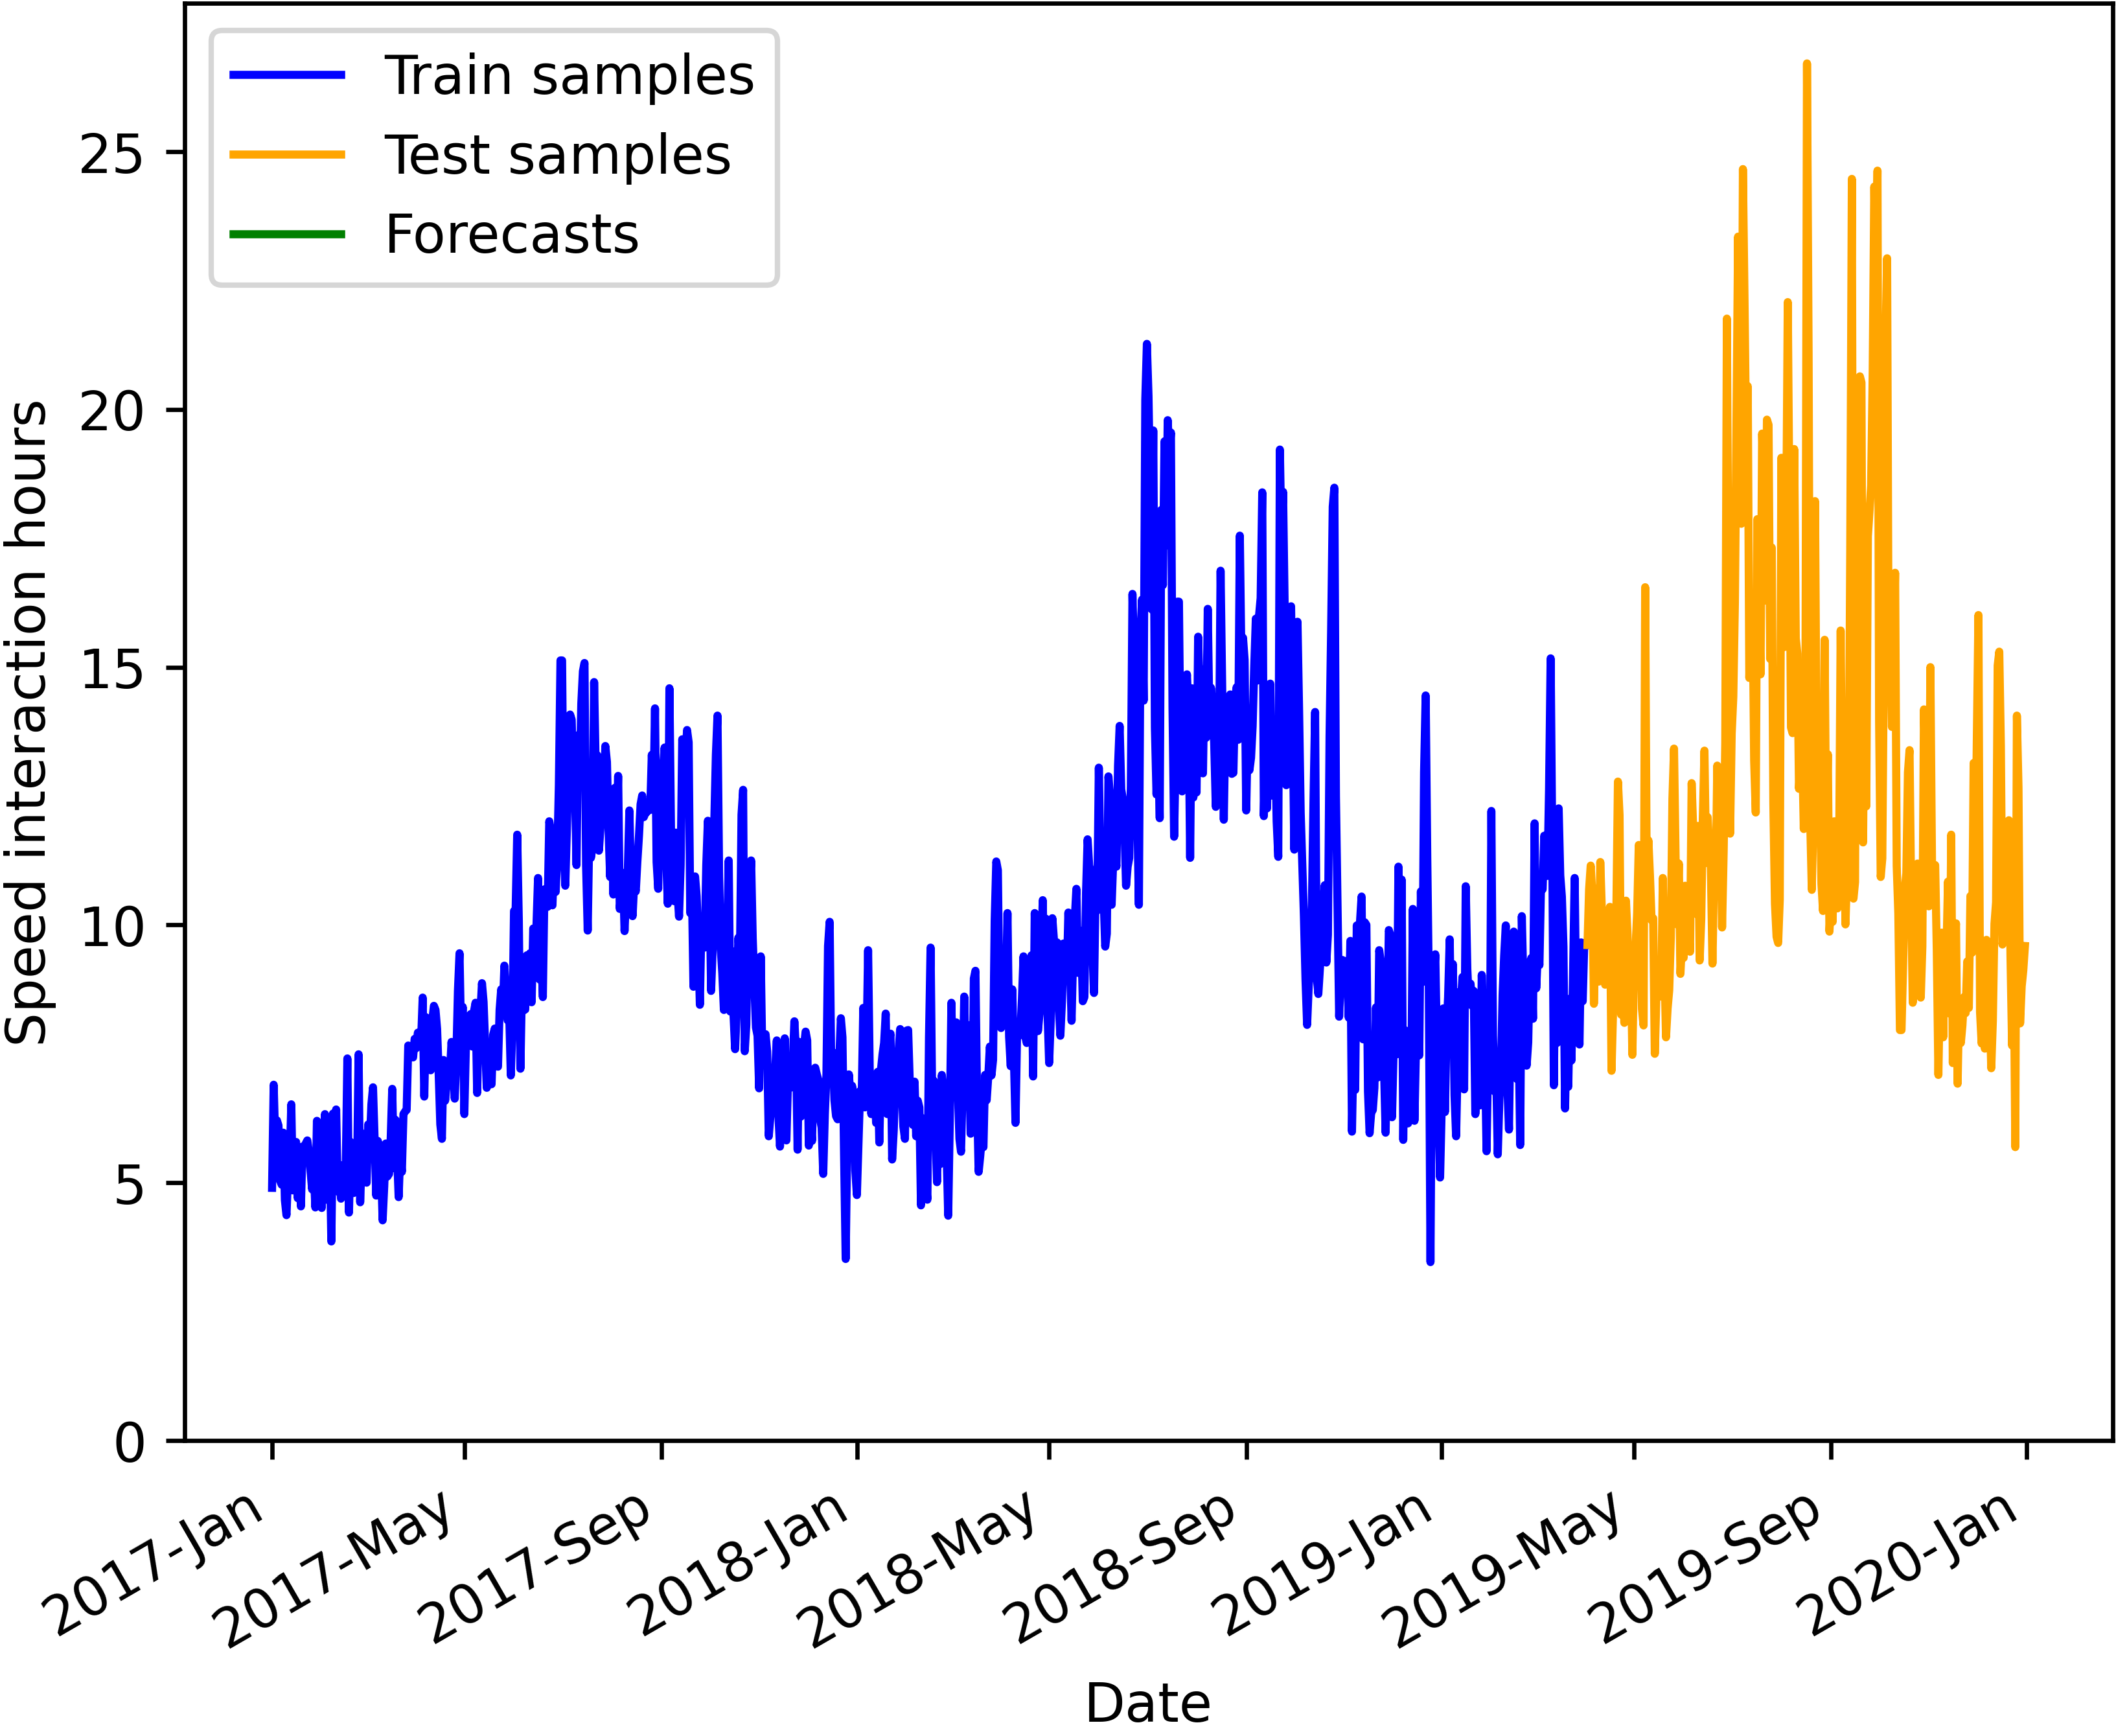 Train samples
Test samples
Forecasts
25
20
15
10
5
0
Speed interaction hours
2017-Jan
2017-May
2017-Sep
2018-Jan
2018-May
2018-Sep
2019-Jan
2019-May
2019-Sep
2020-Jan
Date